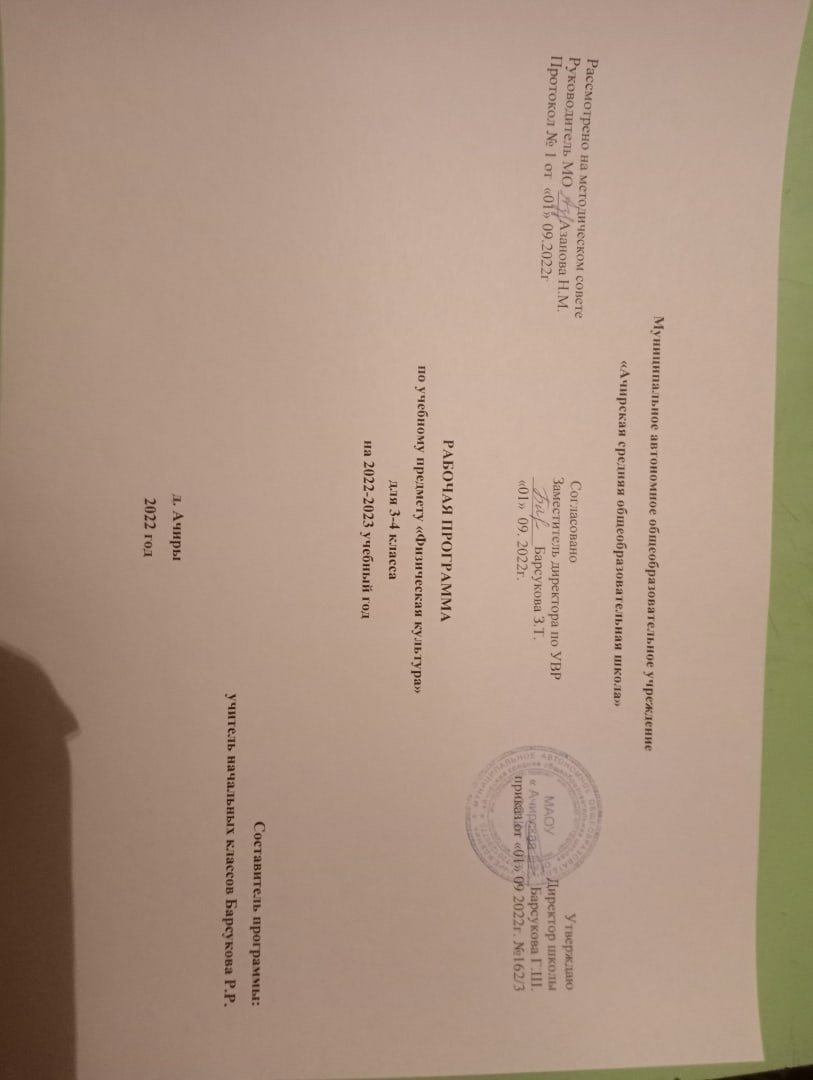 Муниципальное автономное общеобразовательное учреждение
«Ачирская средняя общеобразовательная школа»
Рассмотрено на методическом совете
Руководитель МО Азанова Н.М.
Протокол № 1 от «01» 09.2022г
Согласовано
Заместитель директора по УВР
Барсукова З.Т.
«01» 09. 2022г.
Утверждаю
Директор школы
Барсукова Г.Ш.
приказ от «01» 09 2022г. №162/3
МАОУ
«Ачирская
МУНИЦИПАЛЬНОЕ АВТОНОМНОЕ
РАБОЧАЯ ПРОГРАММА
по учебному предмету «Физическая культура»
для 3-4 класса
на 2022-2023 учебный год
Составитель программы:
учитель начальных классов Барсукова Р.Р.
д. Ачиры
2022 год